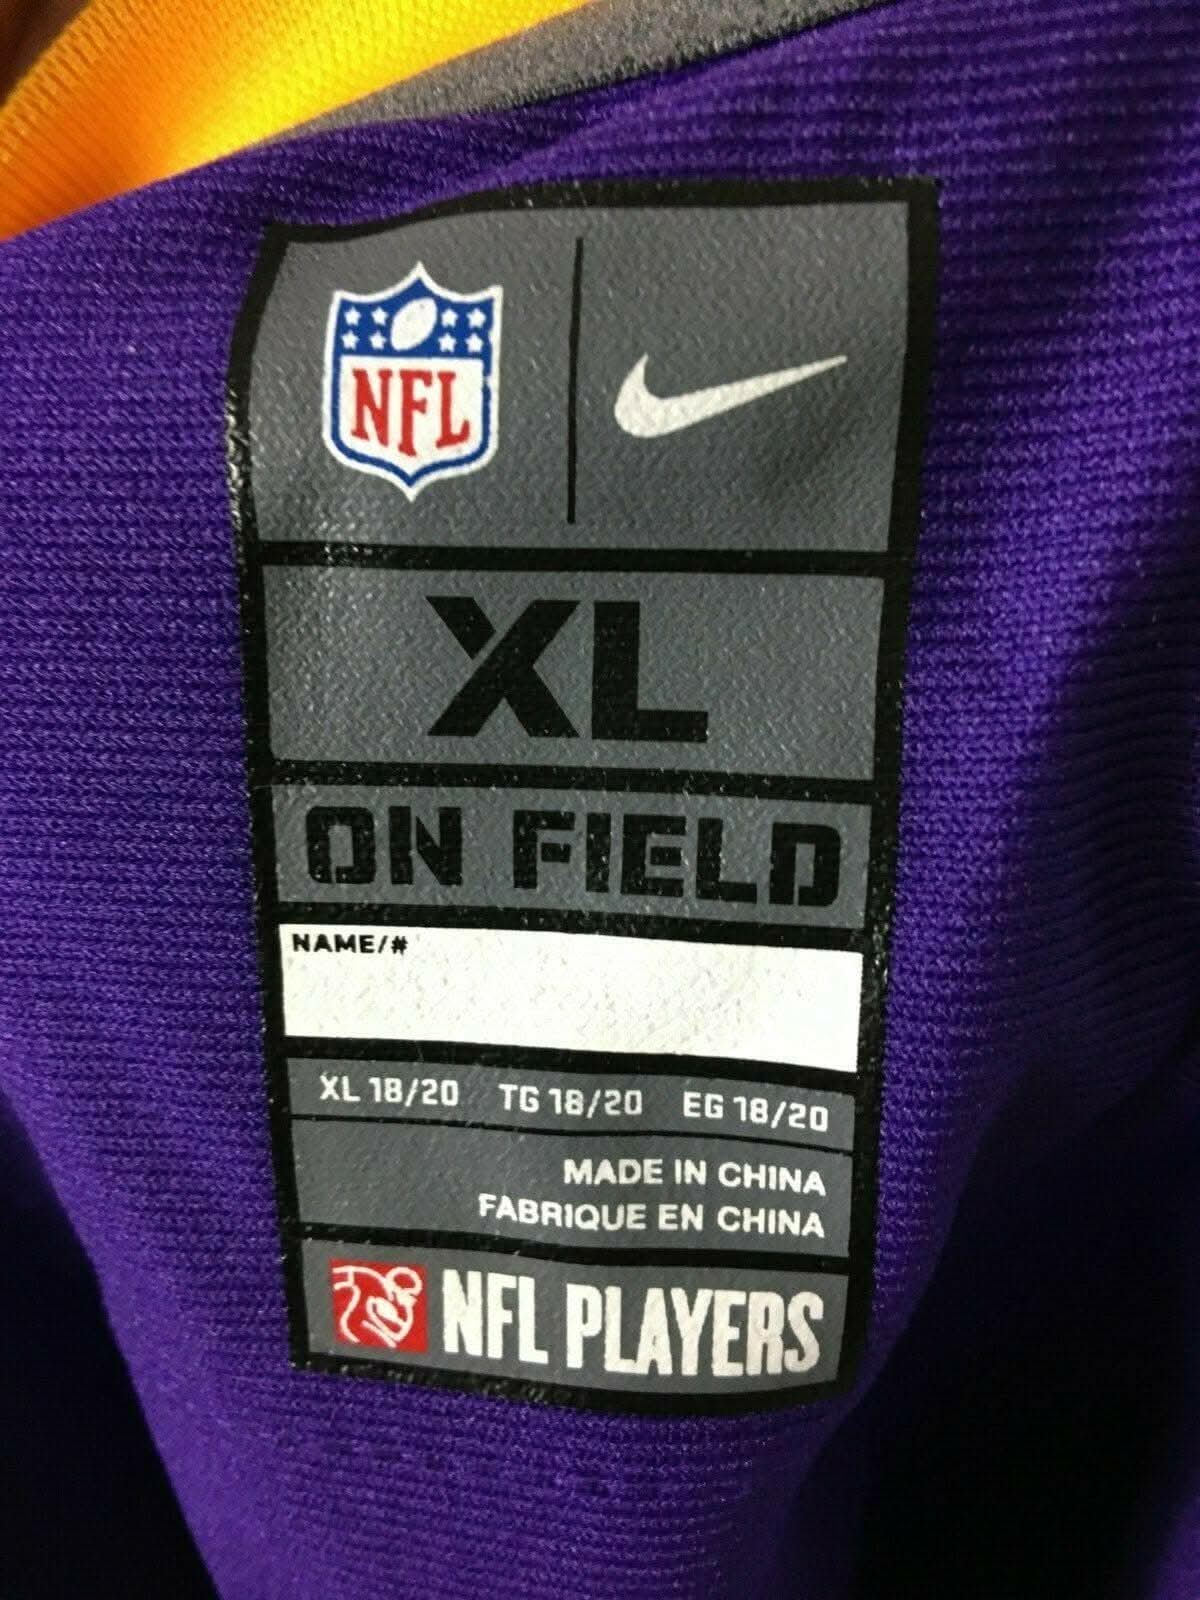 NFL
XL
ON FIELD
NAME/#
XL 18/20 TG 18/20 EG 18/20
MADE IN CHINA
FABRIQUE EN CHINA
NFL PLAYERS